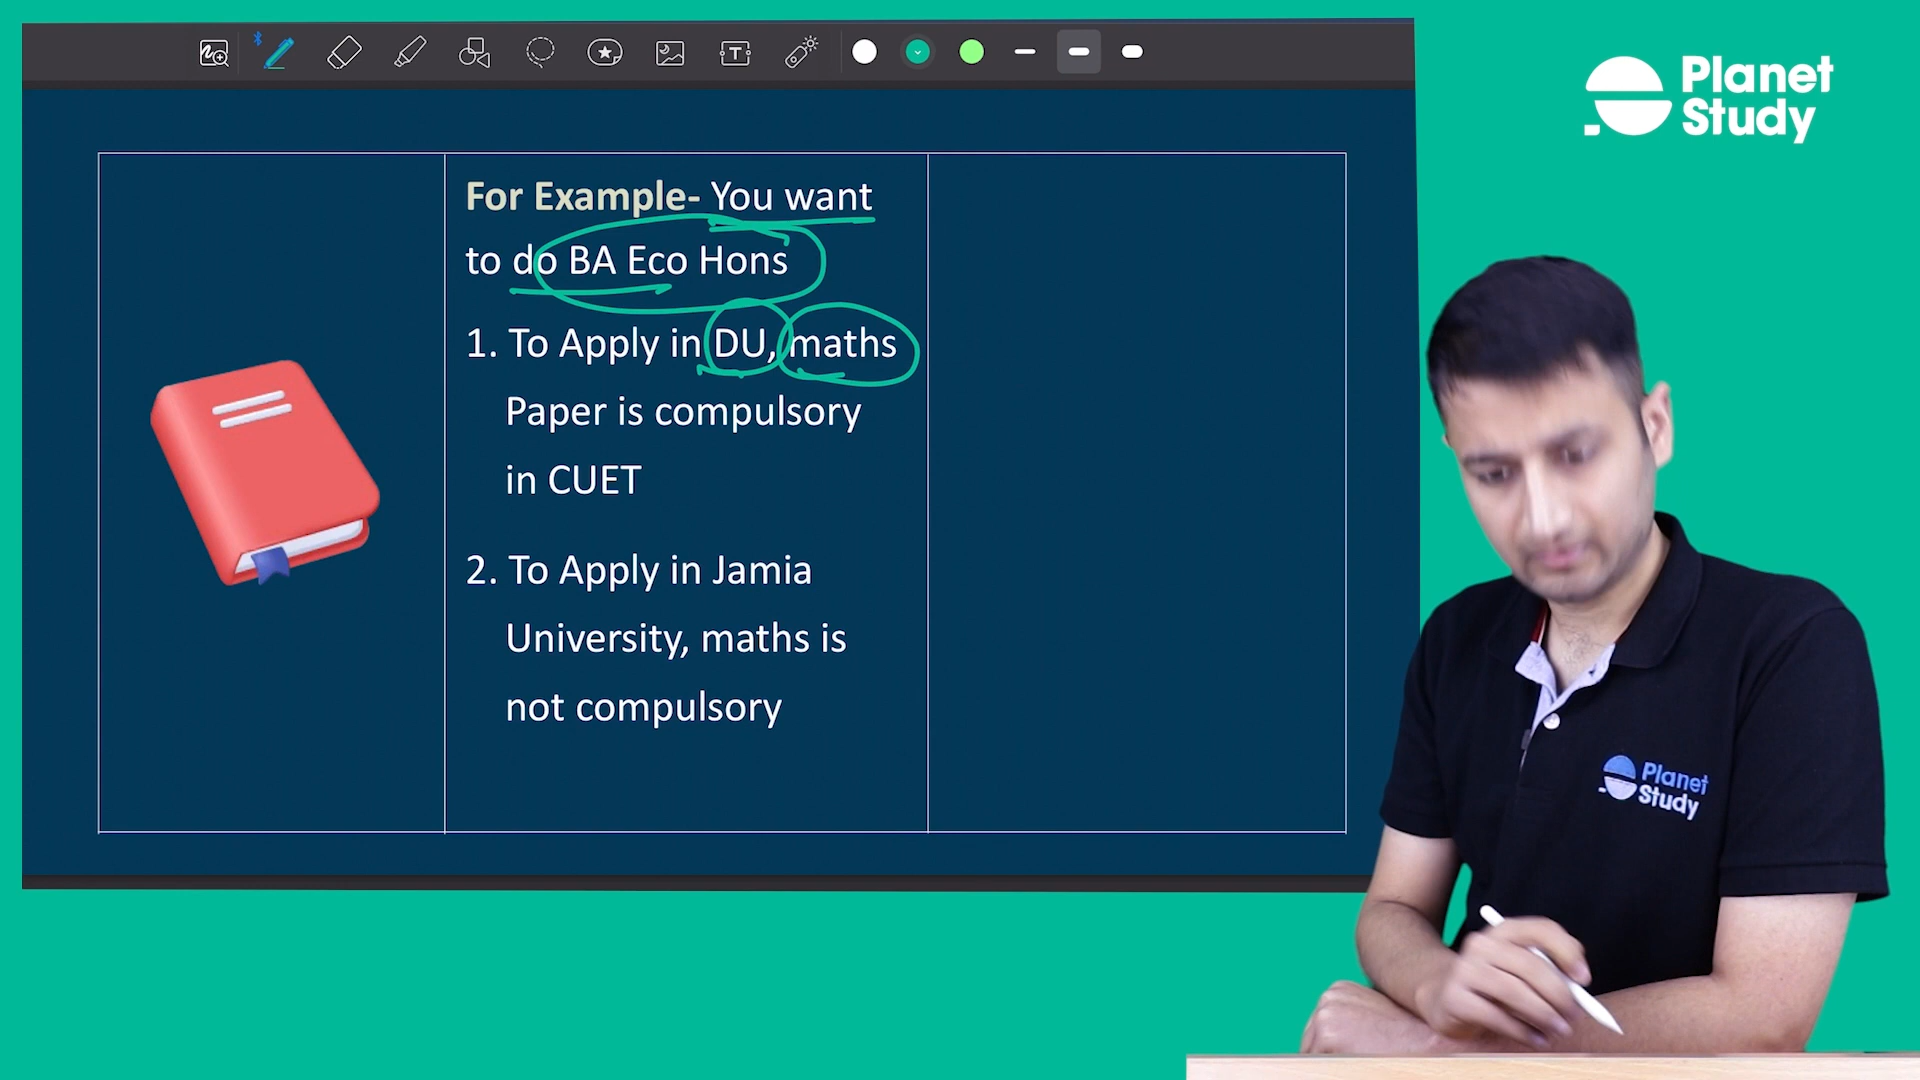 Planet
Study
For Example- You want
to do BA Eco Hons
1. To Apply in DU, maths
Paper is compulsory
in CUET
2. To Apply in Jamia
University, maths is
not compulsory
Planet
Study